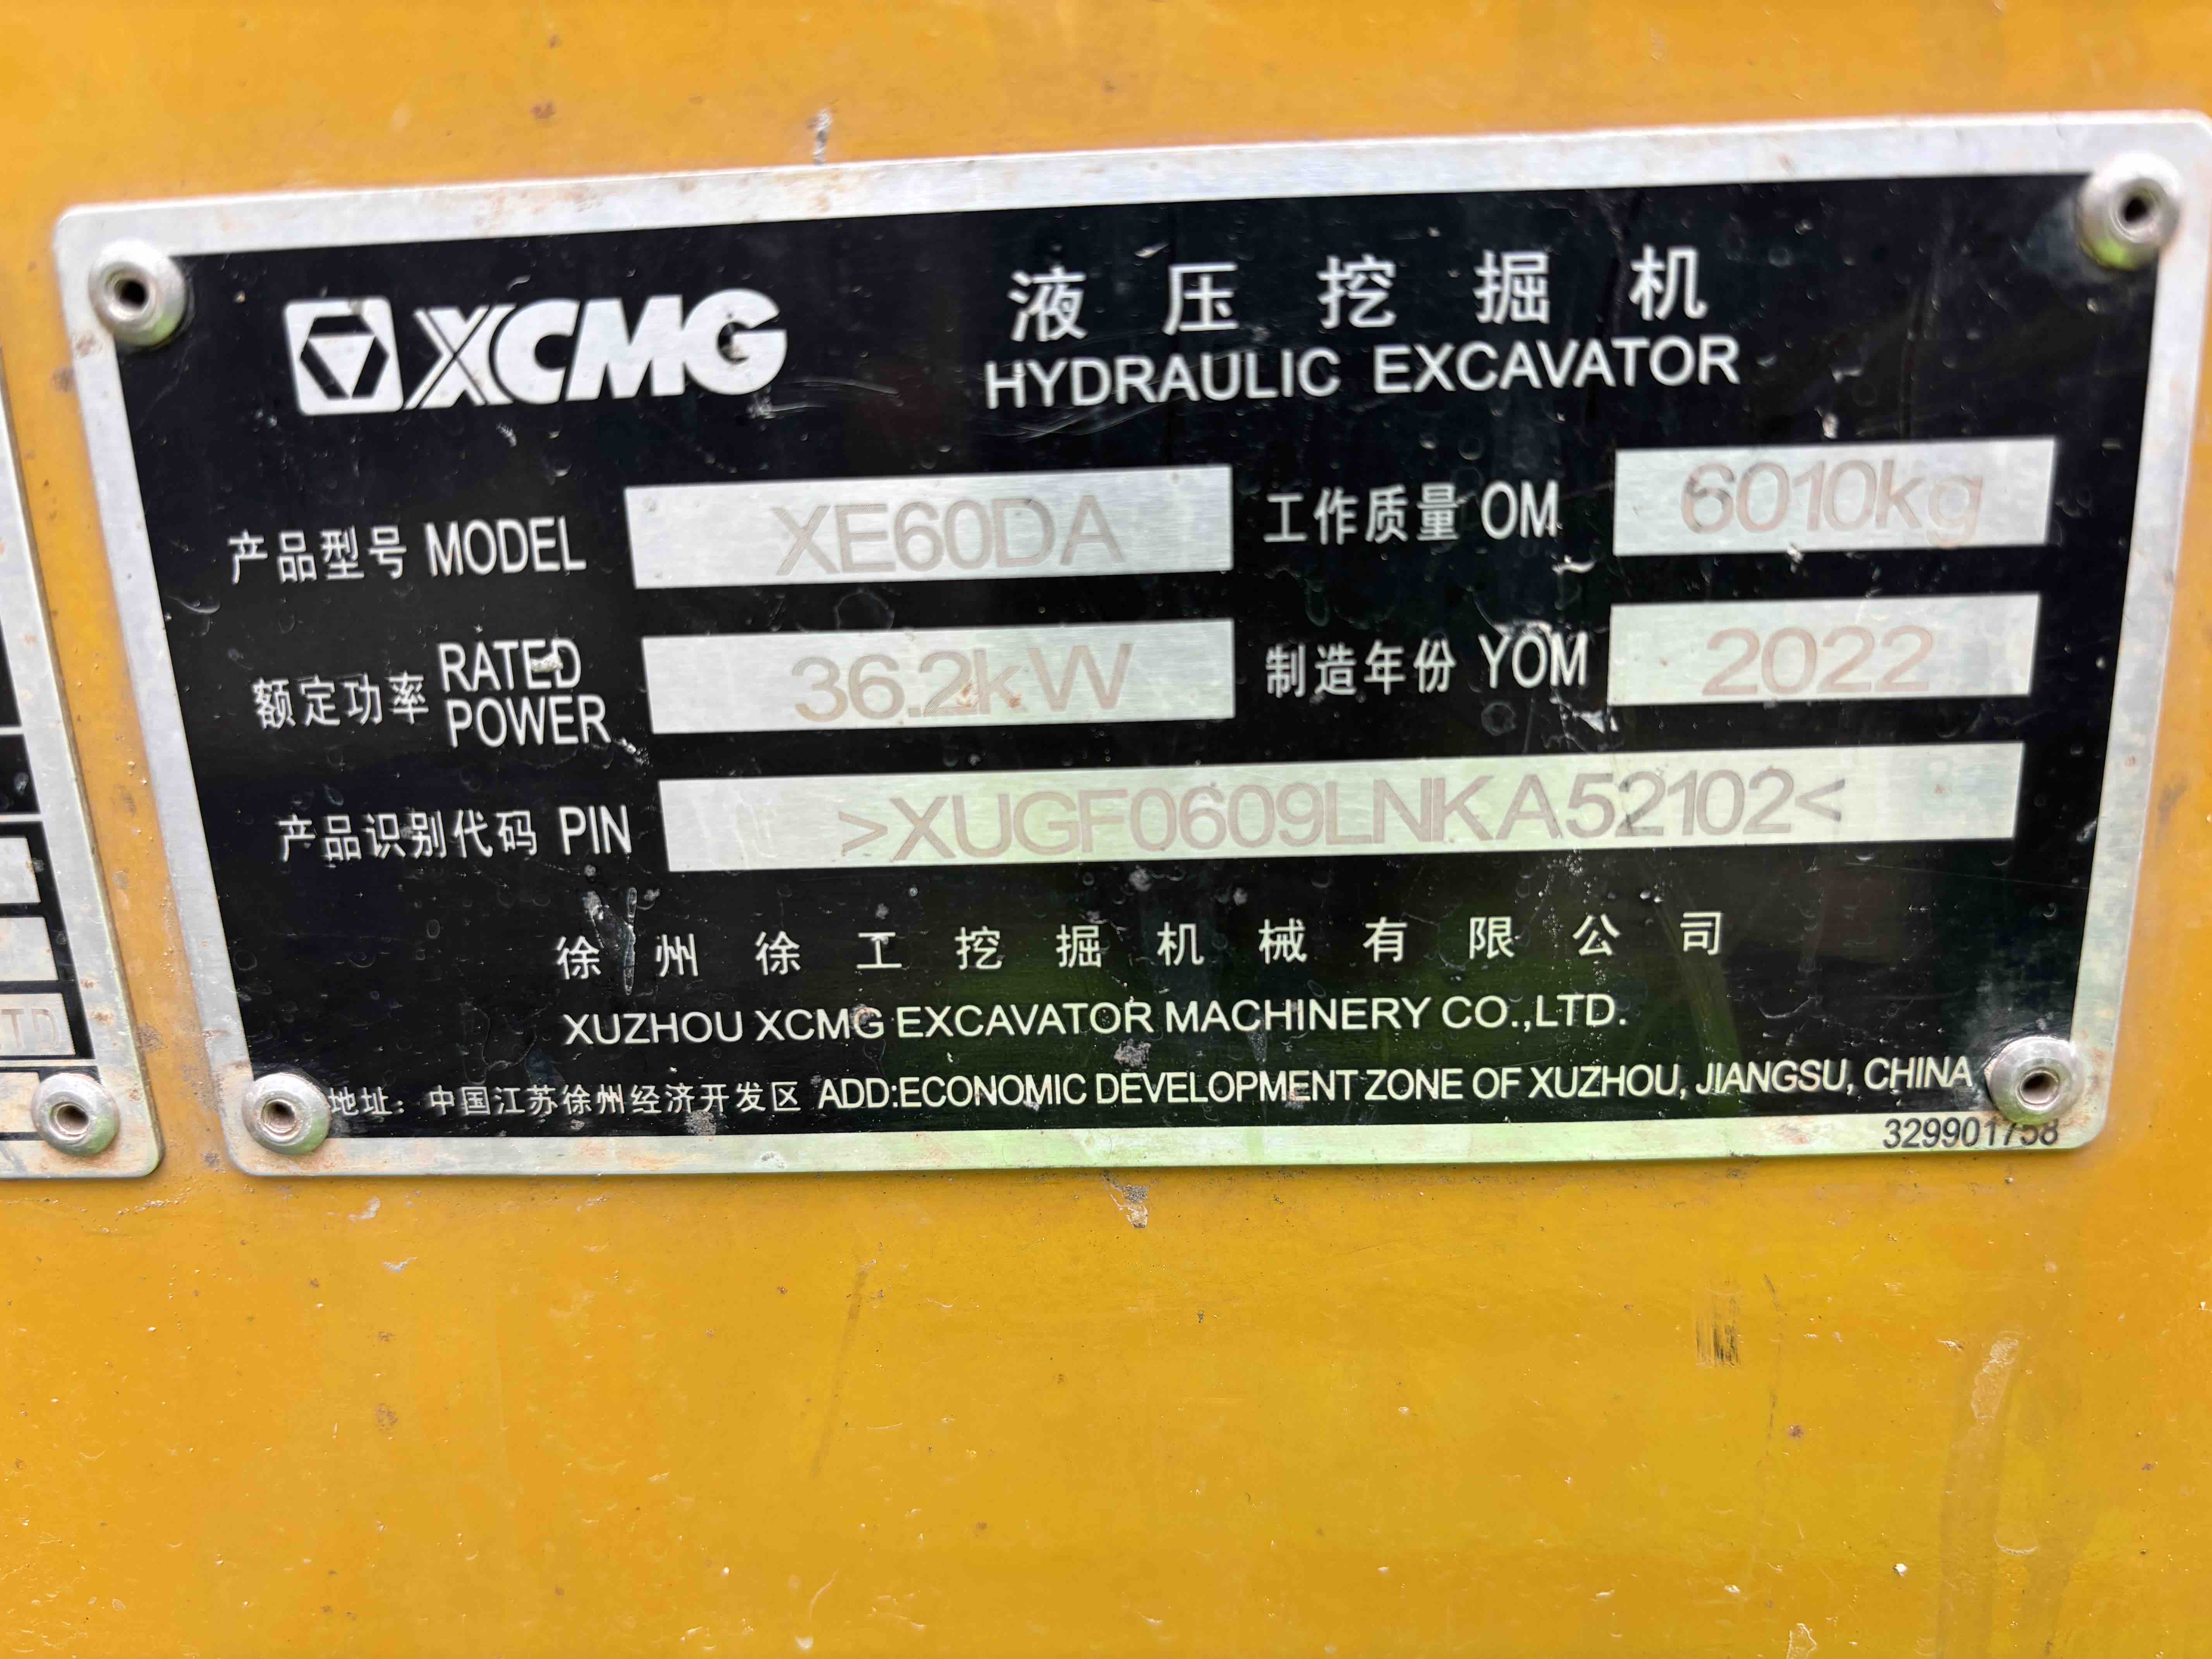 XCMG
液压挖掘机
HYDRAULIC EXCAVATOR
产品型号 MODEL XE60DA
工作质量 OM 6010kg
额定功率 RATED POWER 36.2kW
制造年份 YOM 2022
产品识别代码 PIN >XUGF0609LNKA52102<
徐州徐工挖掘机械有限公司
XUZHOU XCMG EXCAVATOR MACHINERY CO.,LTD.
地址：中国江苏徐州经济开发区 ADD:ECONOMIC DEVELOPMENT ZONE OF XUZHOU, JIANGSU, CHINA
329901758